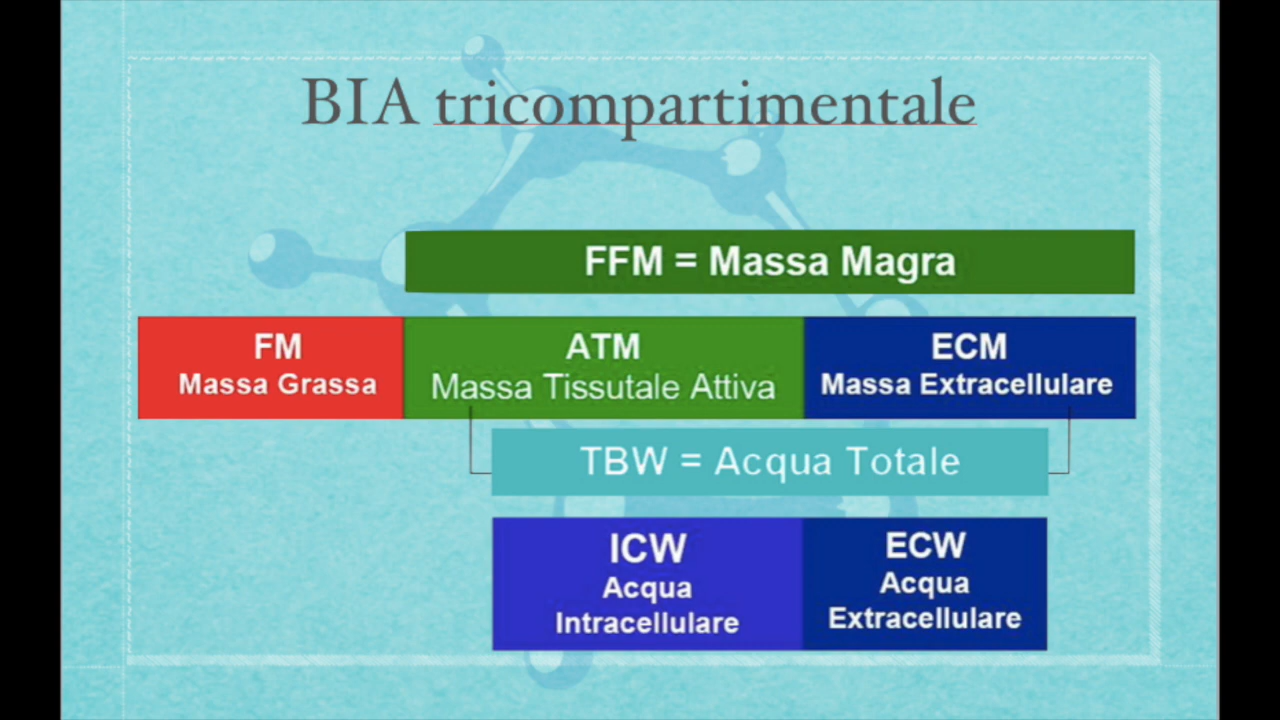 BIA tricompartimentale
FFM = Massa Magra
FM
Massa Grassa
ATM
Massa Tissutale Attiva
ECM
Massa Extracellulare
TBW = Acqua Totale
ICW
Acqua
Intracellulare
ECW
Acqua
Extracellulare